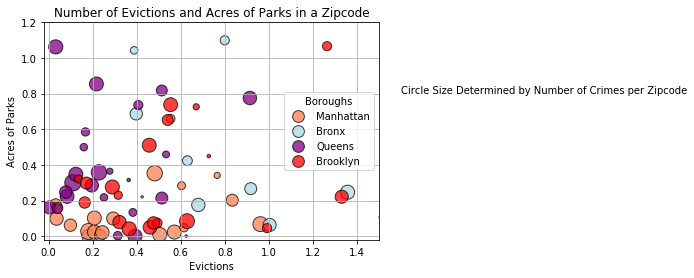 Number of Evictions and Acres of Parks in a Zipcode
1.2
1.0
0.8
0.6
0.4
0.2
0.0
Acres of Parks
Boroughs
Manhattan
Bronx
Queens
Brooklyn
Circle Size Determined by Number of Crimes per Zipcode
0.0 0.2 0.4 0.6 0.8 1.0 1.2 1.4
Evictions